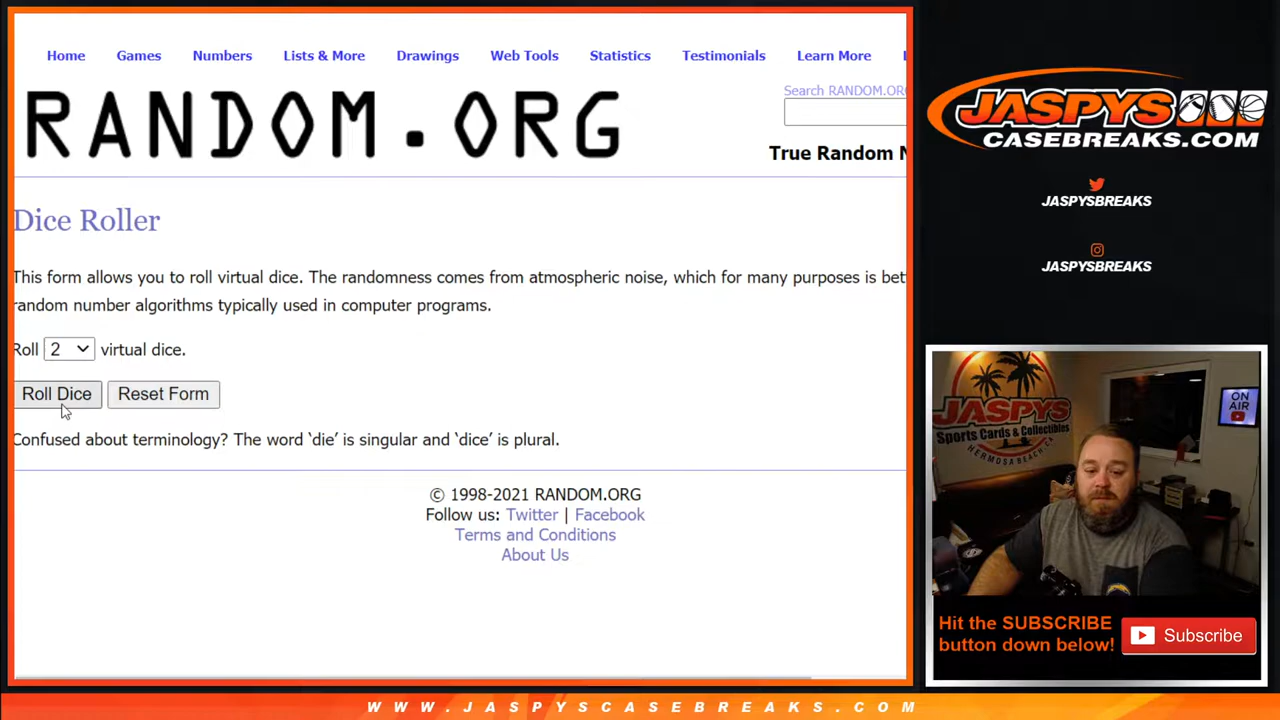 Home Games Numbers Lists & More Drawings Web Tools Statistics Testimonials Learn More
RANDOM.ORG
Search RANDOM.OR
True Random N
Dice Roller
This form allows you to roll virtual dice. The randomness comes from atmospheric noise, which for many purposes is bet
random number algorithms typically used in computer programs.
Roll 2 virtual dice.
Roll Dice Reset Form
Confused about terminology? The word ‘die’ is singular and ‘dice’ is plural.
© 1998-2021 RANDOM.ORG
Follow us: Twitter | Facebook
Terms and Conditions
About Us
JASPYS
CASEBREAKS.COM
JASPYSBREAKS
JASPYSBREAKS
JASPYS
Sports Cards & Collectibles
HERMOSA BEACH, CA
ON
AIR
Hit the SUBSCRIBE
button down below!
Subscribe
WWW.JASPYSCASEBREAKS.COM